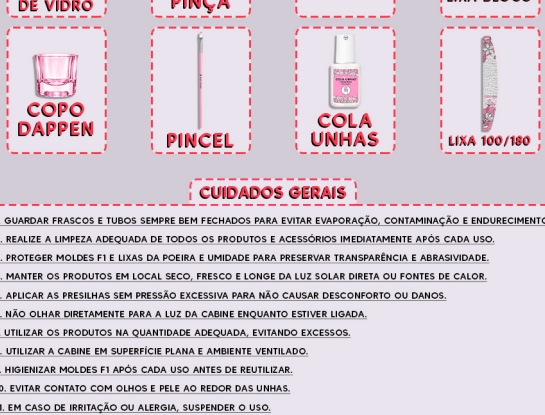 DE VIDRO
PINÇA
LIXA BLOCO
COPO
DAPPEN
PINCEL
COLA
UNHAS
LIXA 100/180
CUIDADOS GERAIS
. GUARDAR FRASCOS E TUBOS SEMPRE BEM FECHADOS PARA EVITAR EVAPORAÇÃO, CONTAMINAÇÃO E ENDURECIMENTO
. REALIZE A LIMPEZA ADEQUADA DE TODOS OS PRODUTOS E ACESSÓRIOS IMEDIATAMENTE APÓS CADA USO.
. PROTEGER MOLDES F1 E LIXAS DA POEIRA E UMIDADE PARA PRESERVAR TRANSPARÊNCIA E ABRASIVIDADE.
. MANTER OS PRODUTOS EM LOCAL SECO, FRESCO E LONGE DA LUZ SOLAR DIRETA OU FONTES DE CALOR.
. APLICAR AS PRESILHAS SEM PRESSÃO EXCESSIVA PARA NÃO CAUSAR DESCONFORTO OU DANOS.
. NÃO OLHAR DIRETAMENTE PARA A LUZ DA CABINE ENQUANTO ESTIVER LIGADA.
. UTILIZAR OS PRODUTOS NA QUANTIDADE ADEQUADA, EVITANDO EXCESSOS.
. UTILIZAR A CABINE EM SUPERFÍCIE PLANA E AMBIENTE VENTILADO.
. HIGIENIZAR MOLDES F1 APÓS CADA USO ANTES DE REUTILIZAR.
0. EVITAR CONTATO COM OLHOS E PELE AO REDOR DAS UNHAS.
1. EM CASO DE IRRITAÇÃO OU ALERGIA, SUSPENDER O USO.